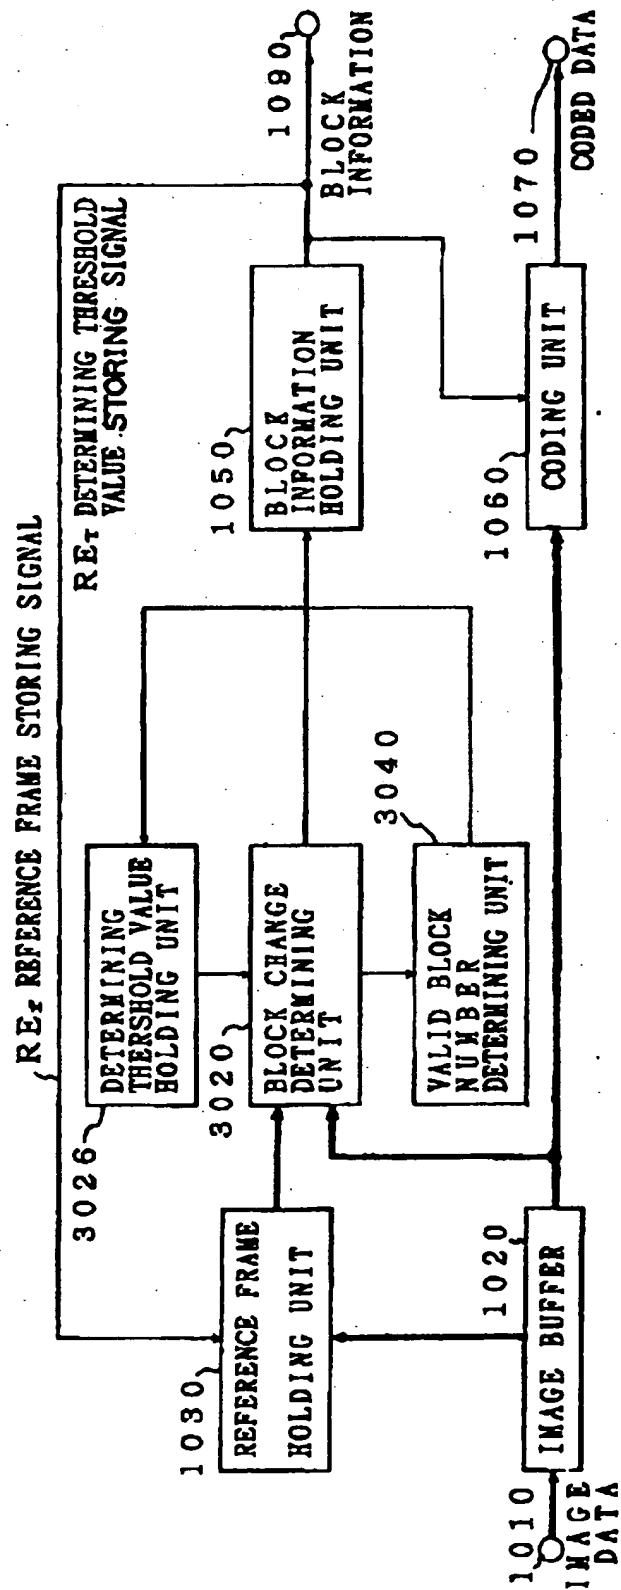 REr REFERENCE FRAME STORING SIGNAL
RET DETERMINING THRESHOLD
VALUE STORING SIGNAL
3026
DETERMINING
THERSHOLD VALUE
HOLDING UNIT
1030
REFERENCE FRAME
HOLDING UNIT
3020
BLOCK CHANGE
DETERMINING
UNIT
1050
BLOCK
INFORMATION
HOLDING UNIT
1090
BLOCK
INFORMATION
3040
VALID BLOCK
NUMBER
DETERMINING UNIT
1010
IMAGE
DATA
1020
IMAGE BUFFER
1060
CODING UNIT
1070
CODED DATA